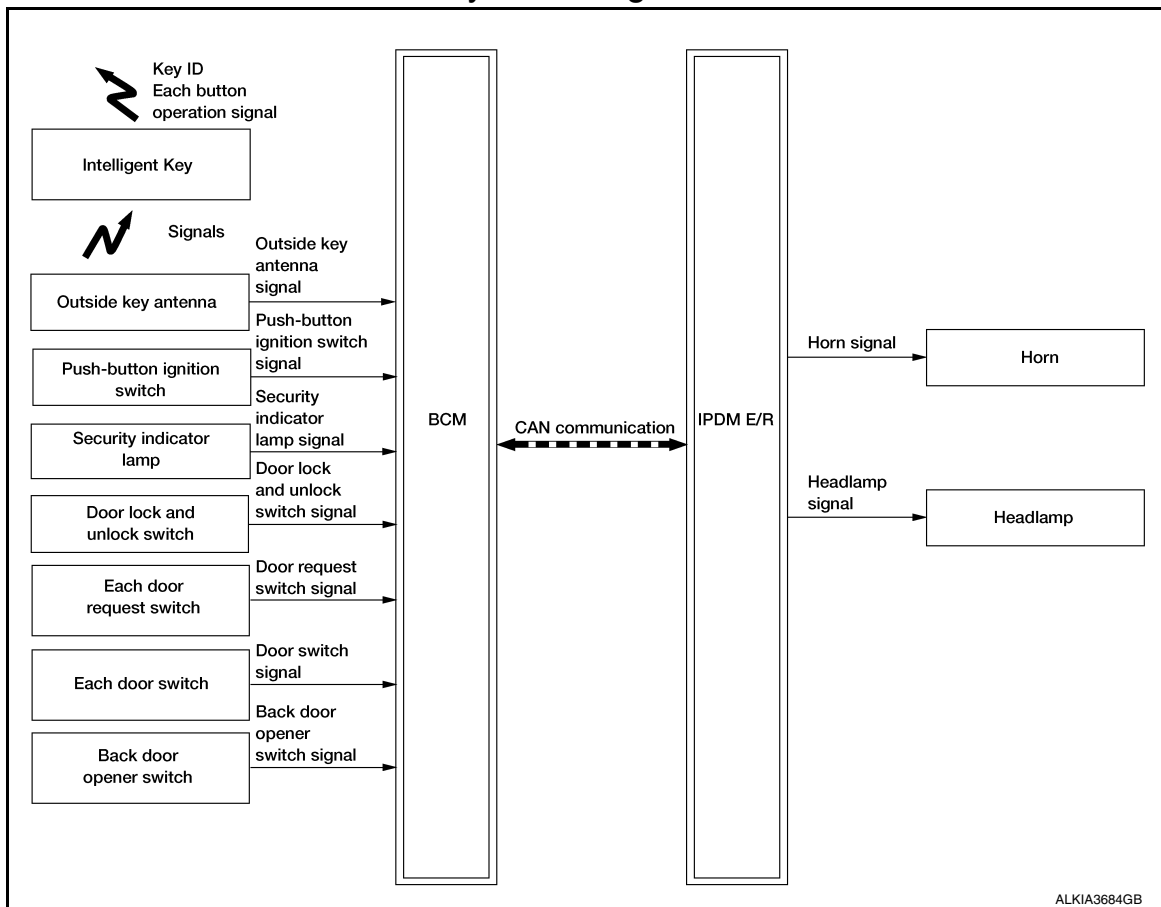 Key ID
Each button
operation signal
Intelligent Key
Signals
Outside key
antenna
signal
Outside key antenna
Push-button
ignition switch
signal
Push-button ignition
switch
Security
indicator
lamp signal
Security indicator
lamp
Door lock
and unlock
switch signal
Door lock and
unlock switch
Door request
switch signal
Each door
request switch
Door switch
signal
Each door switch
Back door
opener
switch signal
Back door
opener switch
BCM
CAN communication
IPDM E/R
Horn signal
Horn
Headlamp
signal
Headlamp
ALKIA3684GB